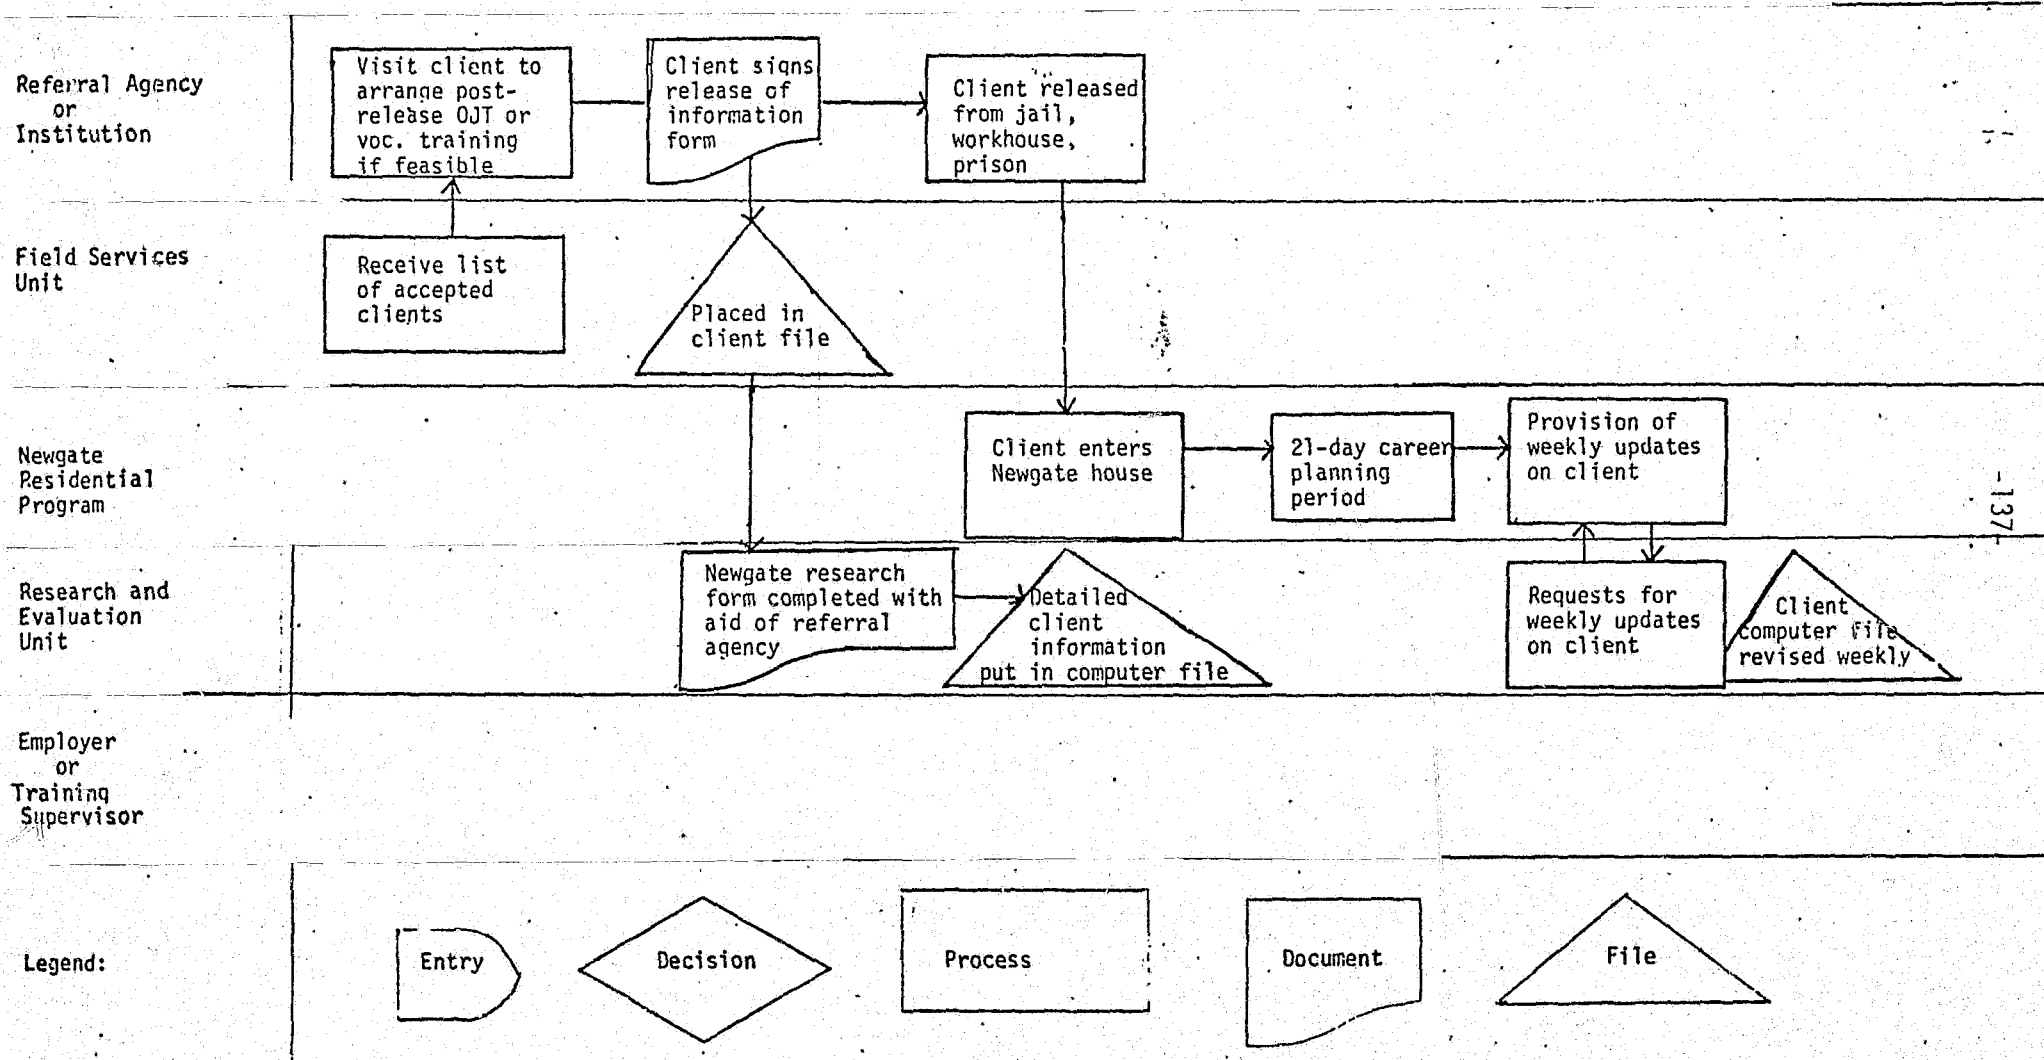 Referral Agency
or
Institution
Visit client to
arrange post-
release OJT or
voc. training
if feasible
Client signs
release of
information
form
Client released
from jail,
workhouse,
prison
Field Services
Unit
Receive list
of accepted
clients
Placed in
client file
Newgate
Residential
Program
Client enters
Newgate house
21-day career
planning
period
Provision of
weekly updates
on client
-137-
Research and
Evaluation
Unit
Newgate research
form completed with
aid of referral
agency
Detailed
client
information
put in computer file
Requests for
weekly updates
on client
Client
computer file
revised weekly
Employer
or
Training
Supervisor
Legend:
Entry
Decision
Process
Document
File